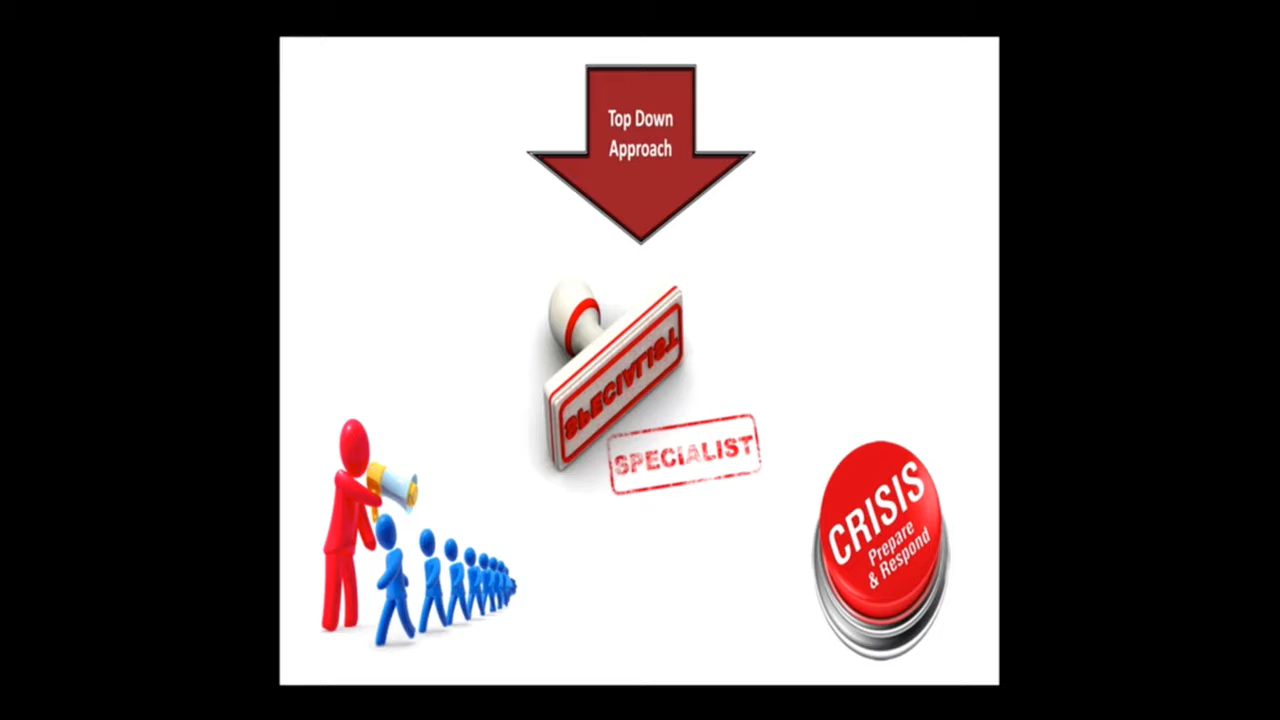 Top Down
Approach
SPECIALIST
SPECIALIST
CRISIS
Prepare
& Respond